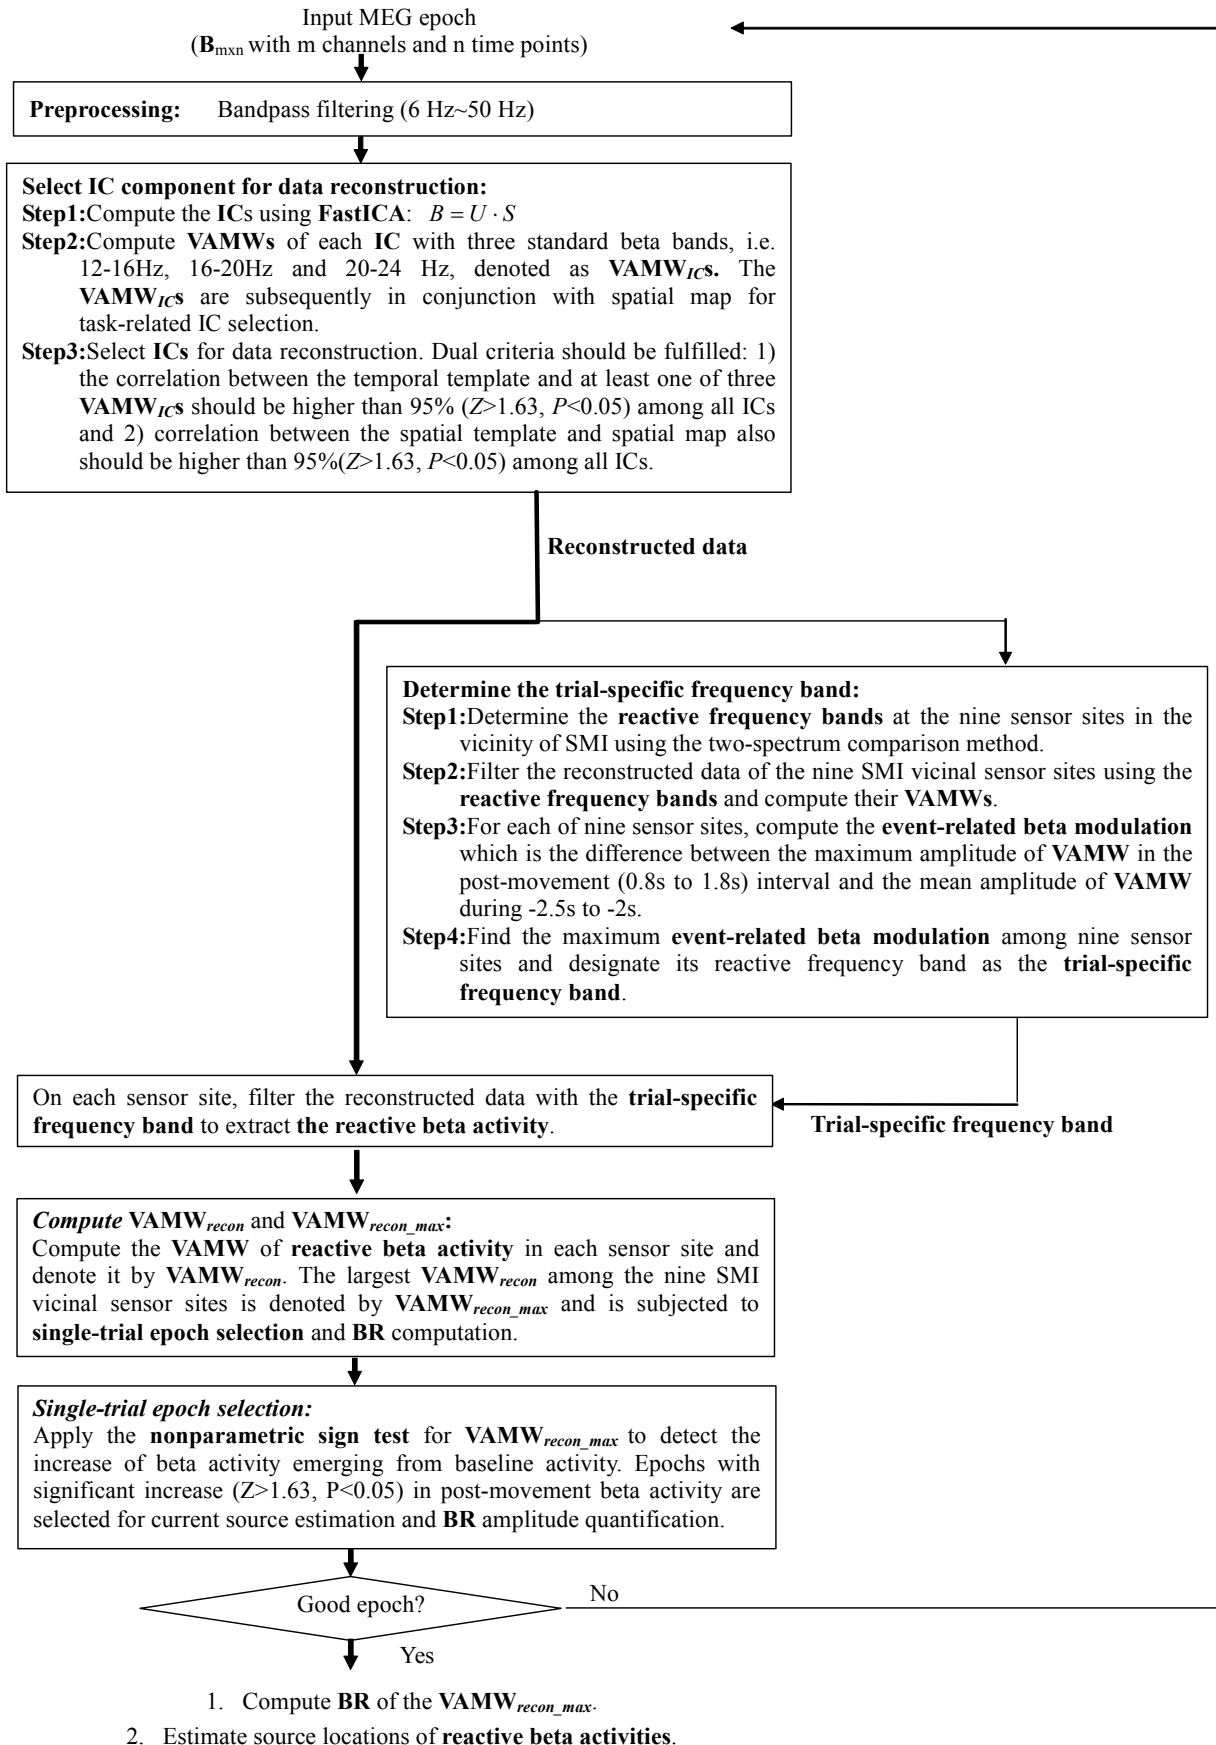 Input MEG epoch
(Bmxn with m channels and n time points)
Preprocessing: Bandpass filtering (6 Hz~50 Hz)
Select IC component for data reconstruction:
Step1:Compute the ICs using FastICA: B = U · S
Step2:Compute VAMWs of each IC with three standard beta bands, i.e.
12-16Hz, 16-20Hz and 20-24 Hz, denoted as VAMWICs. The
VAMWICs are subsequently in conjunction with spatial map for
task-related IC selection.
Step3:Select ICs for data reconstruction. Dual criteria should be fulfilled: 1)
the correlation between the temporal template and at least one of three
VAMWICs should be higher than 95% (Z>1.63, P<0.05) among all ICs
and 2) correlation between the spatial template and spatial map also
should be higher than 95%(Z>1.63, P<0.05) among all ICs.
Reconstructed data
Determine the trial-specific frequency band:
Step1:Determine the reactive frequency bands at the nine sensor sites in the
vicinity of SMI using the two-spectrum comparison method.
Step2:Filter the reconstructed data of the nine SMI vicinal sensor sites using the
reactive frequency bands and compute their VAMWs.
Step3:For each of nine sensor sites, compute the event-related beta modulation
which is the difference between the maximum amplitude of VAMW in the
post-movement (0.8s to 1.8s) interval and the mean amplitude of VAMW
during -2.5s to -2s.
Step4:Find the maximum event-related beta modulation among nine sensor
sites and designate its reactive frequency band as the trial-specific
frequency band.
On each sensor site, filter the reconstructed data with the trial-specific
frequency band to extract the reactive beta activity.
Trial-specific frequency band
Compute VAMWrecon and VAMWrecon_max:
Compute the VAMW of reactive beta activity in each sensor site and
denote it by VAMWrecon. The largest VAMWrecon among the nine SMI
vicinal sensor sites is denoted by VAMWrecon_max and is subjected to
single-trial epoch selection and BR computation.
Single-trial epoch selection:
Apply the nonparametric sign test for VAMWrecon_max to detect the
increase of beta activity emerging from baseline activity. Epochs with
significant increase (Z>1.63, P<0.05) in post-movement beta activity are
selected for current source estimation and BR amplitude quantification.
Good epoch?
No
Yes
1. Compute BR of the VAMWrecon_max.
2. Estimate source locations of reactive beta activities.